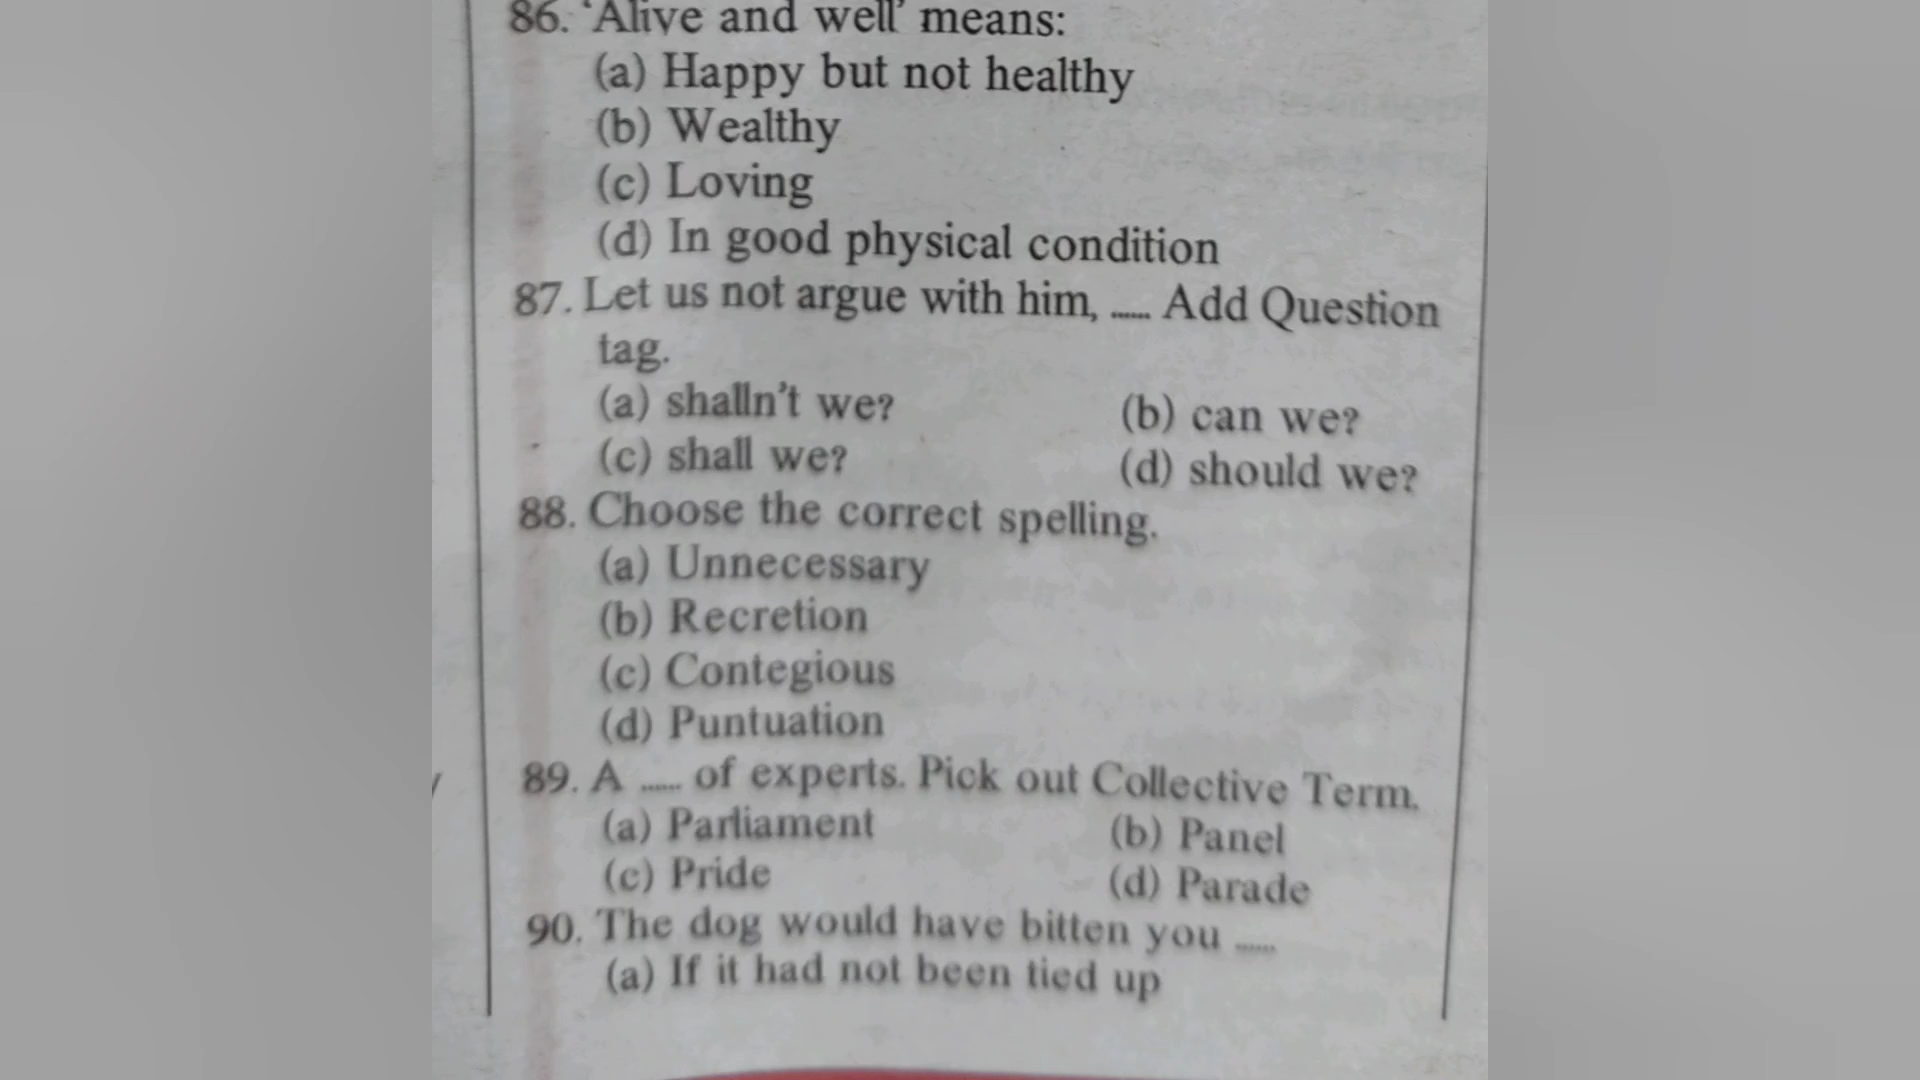 86. 'Alive and well' means:
(a) Happy but not healthy
(b) Wealthy
(c) Loving
(d) In good physical condition
87. Let us not argue with him, ...... Add Question
tag.
(a) shalln't we?
(b) can we?
(c) shall we?
(d) should we?
88. Choose the correct spelling.
(a) Unnecessary
(b) Recretion
(c) Contegious
(d) Puntuation
89. A ...... of experts. Pick out Collective Term.
(a) Parliament
(b) Panel
(c) Pride
(d) Parade
90. The dog would have bitten you ......
(a) If it had not been tied up